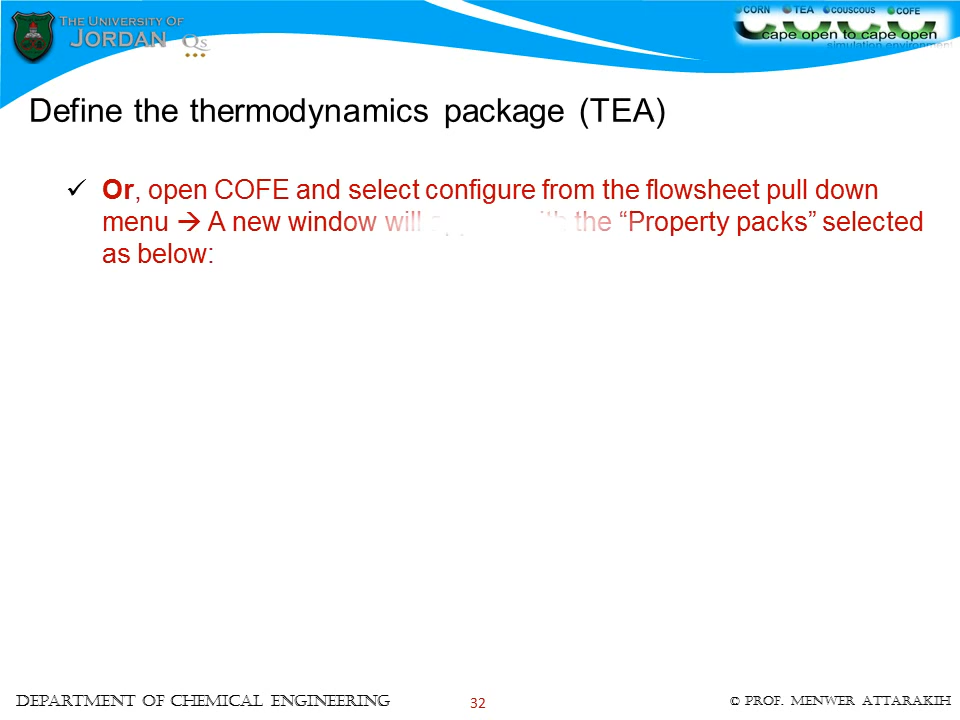 The University Of
Jordan
QS
CORN TEA COUSCOUS COFE
cape open to cape open
simulation environment
Define the thermodynamics package (TEA)
✓ Or, open COFE and select configure from the flowsheet pull down
menu → A new window will the “Property packs” selected
as below:
Department of Chemical Engineering
32
© Prof. Menwer Attarakih